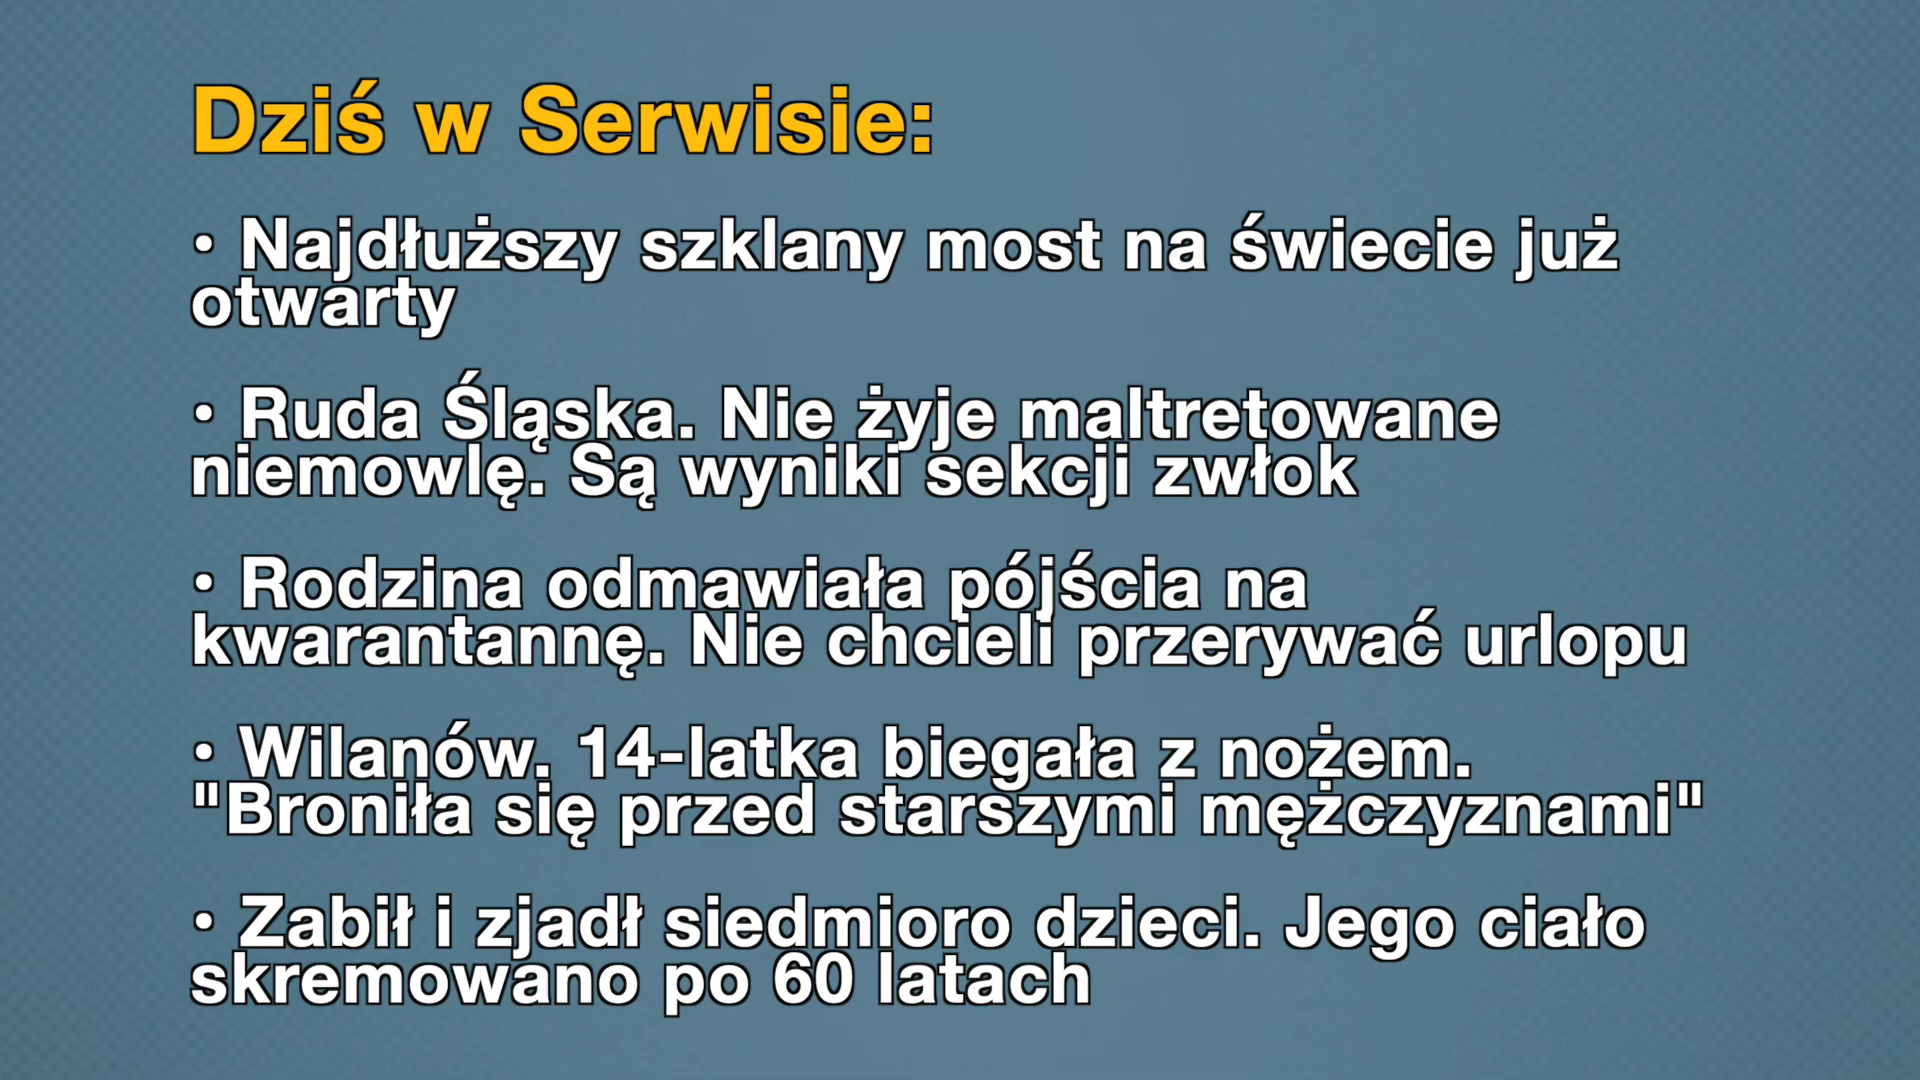 Dziś w Serwisie:
• Najdłuższy szklany most na świecie już
otwarty
• Ruda Śląska. Nie żyje maltretowane
niemowlę. Są wyniki sekcji zwłok
• Rodzina odmawiała pójścia na
kwarantannę. Nie chcieli przerywać urlopu
• Wilanów. 14-latka biegała z nożem.
"Broniła się przed starszymi mężczyznami"
• Zabił i zjadł siedmioro dzieci. Jego ciało
skremowano po 60 latach